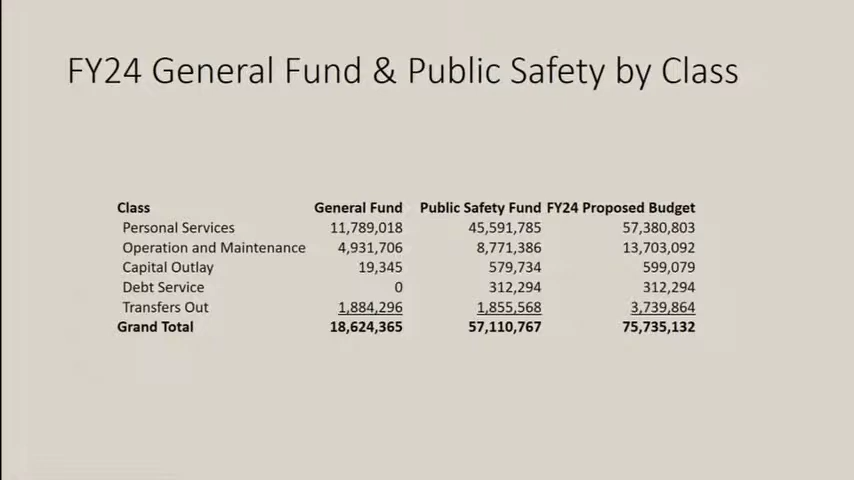 FY24 General Fund & Public Safety by Class
Class General Fund Public Safety Fund FY24 Proposed Budget
Personal Services 11,789,018 45,591,785 57,380,803
Operation and Maintenance 4,931,706 8,771,386 13,703,092
Capital Outlay 19,345 579,734 599,079
Debt Service 0 312,294 312,294
Transfers Out 1,884,296 1,855,568 3,739,864
Grand Total 18,624,365 57,110,767 75,735,132